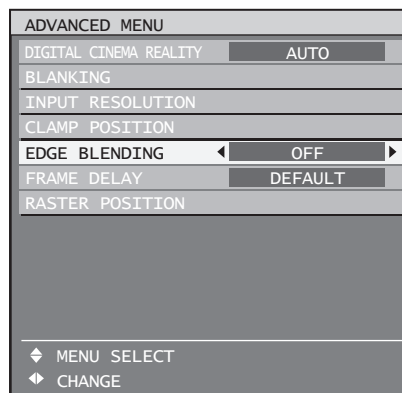 ADVANCED MENU
DIGITAL CINEMA REALITY AUTO
BLANKING
INPUT RESOLUTION
CLAMP POSITION
EDGE BLENDING OFF
FRAME DELAY DEFAULT
RASTER POSITION
MENU SELECT
CHANGE